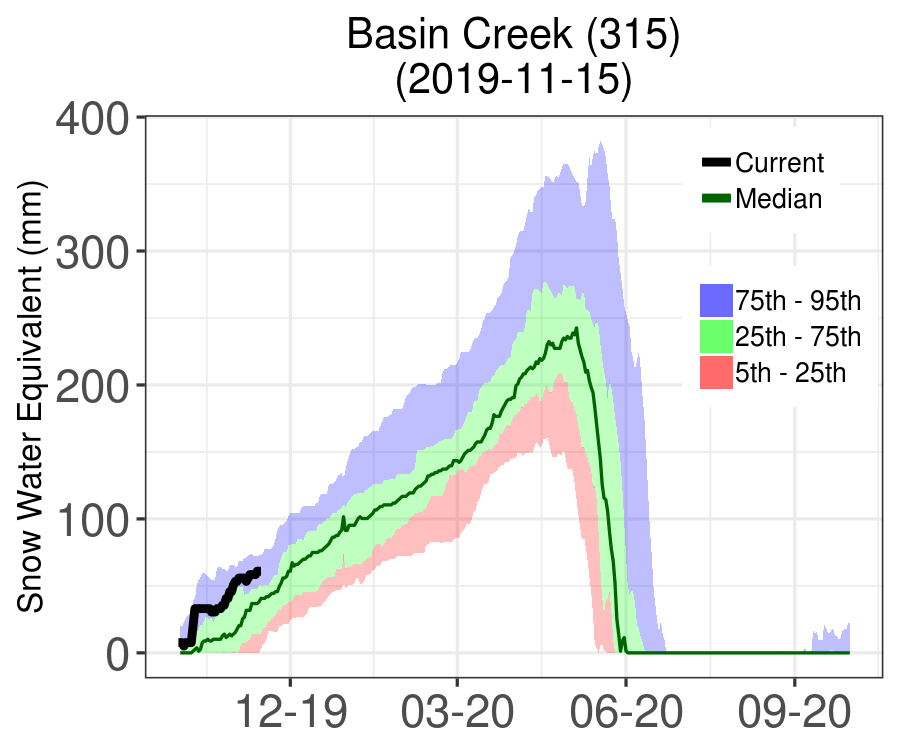 Basin Creek (315)
(2019-11-15)
Snow Water Equivalent (mm)
400
300
200
100
0
12-19
03-20
06-20
09-20
Current
Median
75th - 95th
25th - 75th
5th - 25th